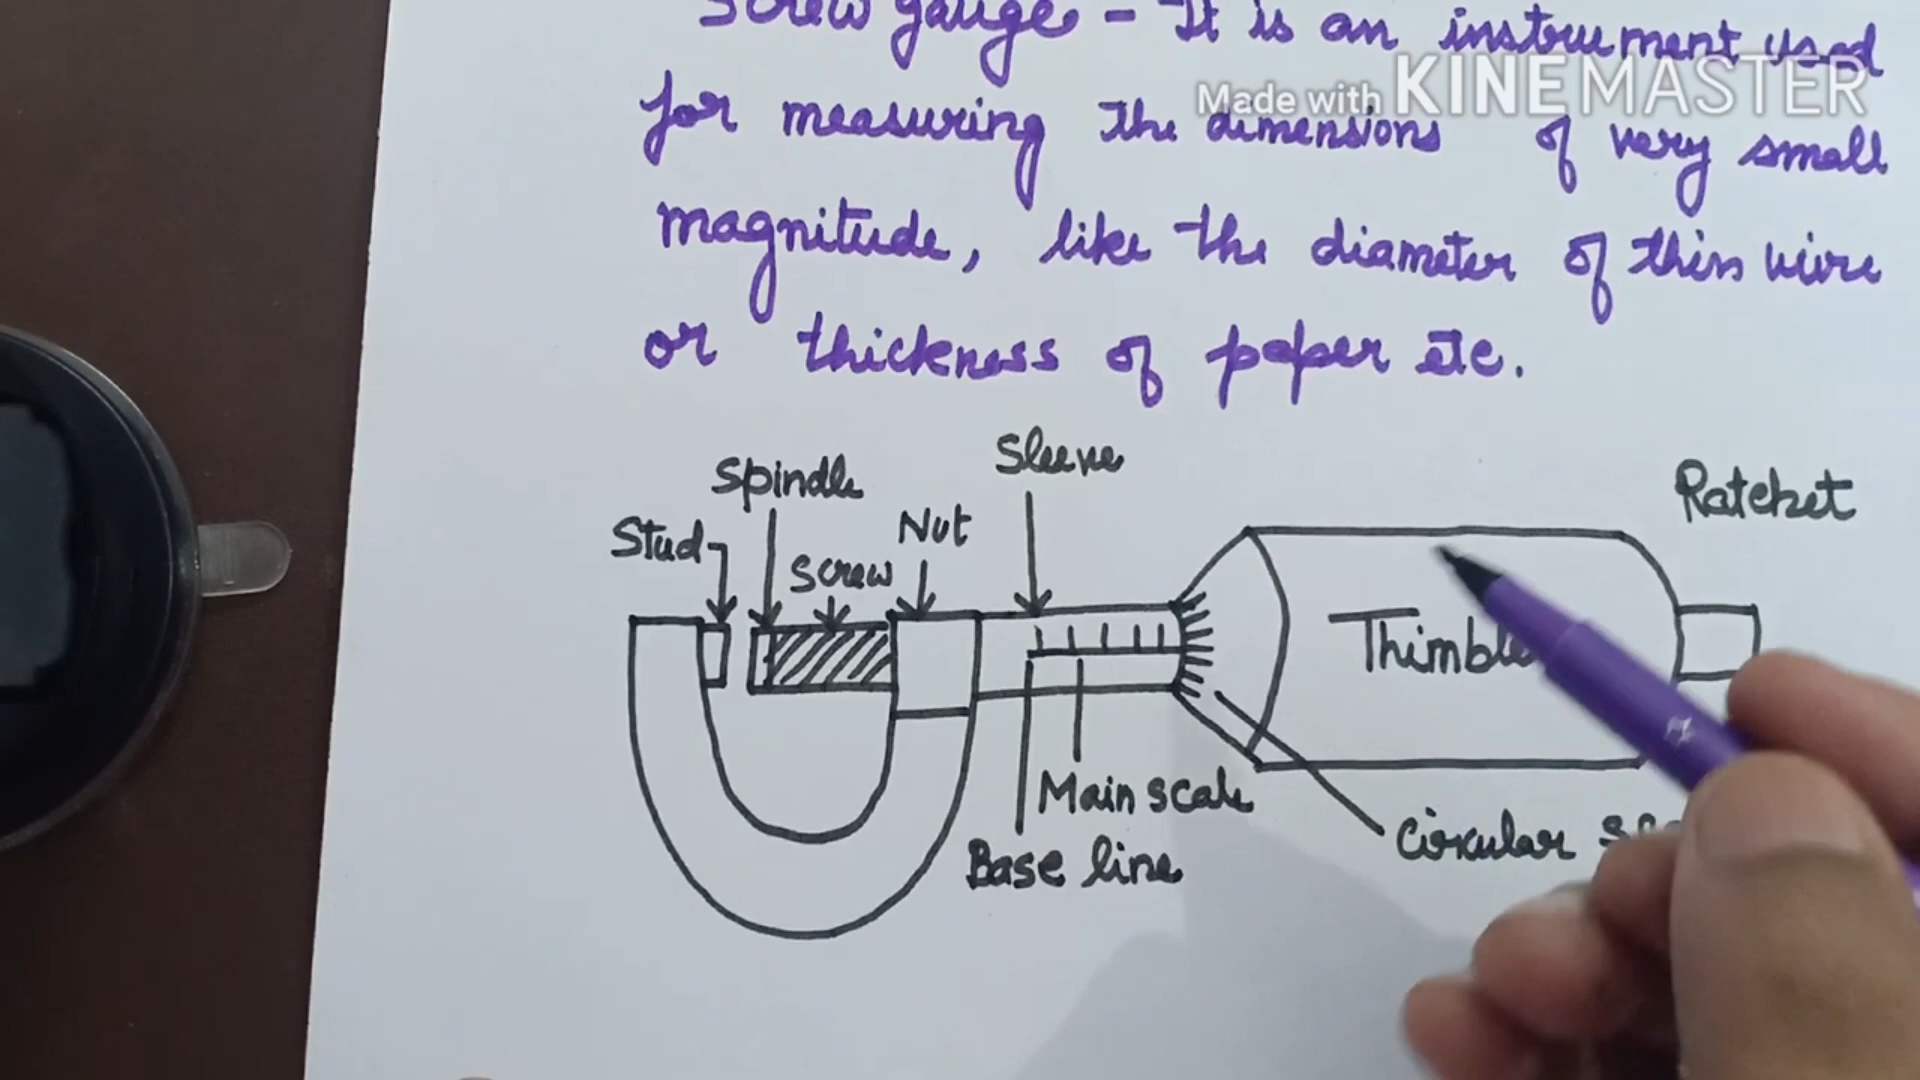 Screw gauge - It is an instrument used
Made with KINEMASTER
for measuring the dimensions of very small
magnitude, like the diameter of thin wire
or thickness of paper etc.
Sleeve
Spindle
Ratchet
Stud
Nut
Screw
Thimble
Main scale
Circular
Base line